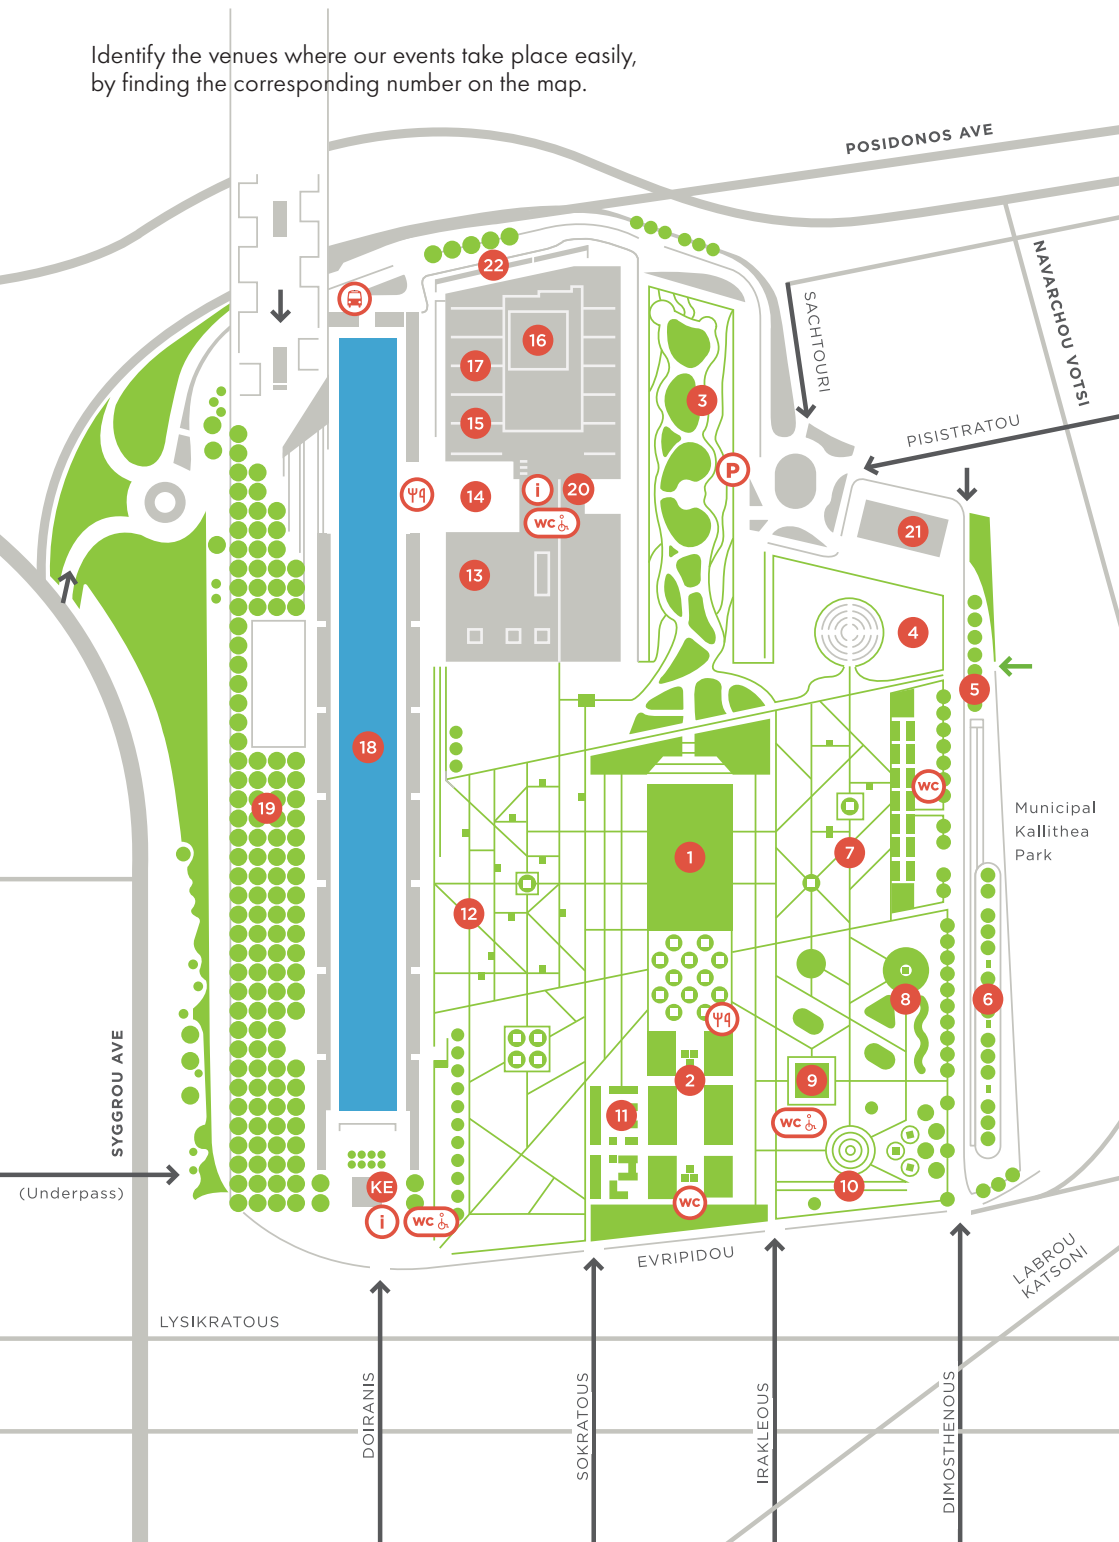 Identify the venues where our events take place easily,
by finding the corresponding number on the map.
POSIDONOS AVE
NAVARCHOU VOTSI
SACHTOURI
PISISTRATOU
22
16
17
3
15
P
14
i
20
WC
21
13
4
5
18
WC
19
Municipal
Kallithea
Park
1
7
12
8
6
SYGGROU AVE
2
9
11
WC
(Underpass)
KE
10
WC
i
WC
EVRIPIDOU
LABROU
KATSONI
LYSIKRATOUS
DOIRANIS
SOKRATOUS
IRAKLEOUS
DIMOSTHENOUS